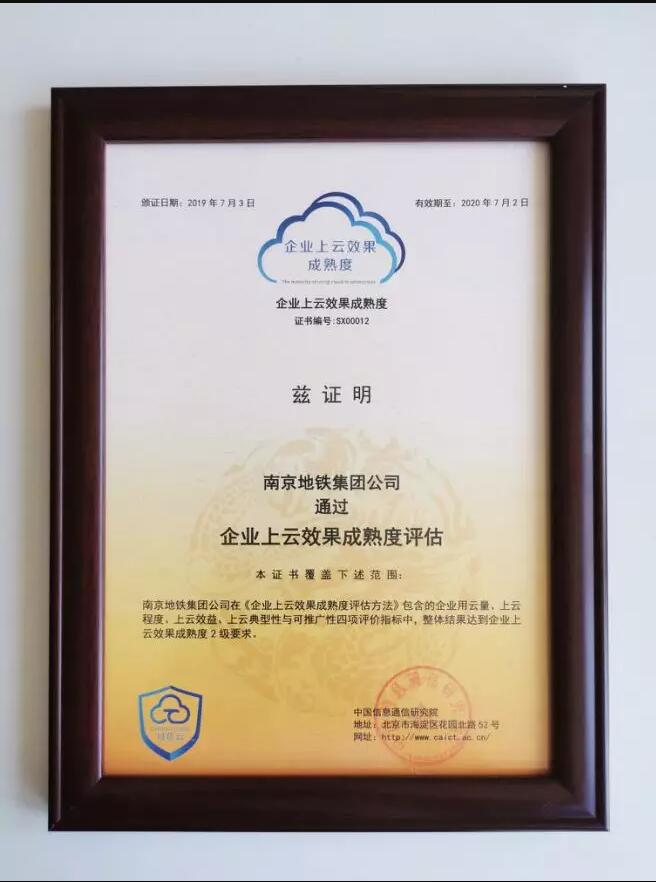 颁证日期：2019年7月3日
有效期至：2020年7月2日
企业上云效果
成熟度
企业上云效果成熟度
证书编号:SX00012
兹证明
南京地铁集团公司
通过
企业上云效果成熟度评估
本证书覆盖下述范围：
南京地铁集团公司在《企业上云效果成熟度评估方法》包含的企业用云量、上云
程度、上云效益、上云典型性与可推广性四项评价指标中，整体结果达到企业上
云效果成熟度2级要求。
可信云
中国信息通信研究院
地址：北京市海淀区花园北路52号
网址：http://www.caict.ac.cn/